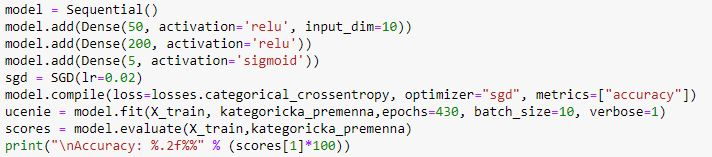 model = Sequential()
model.add(Dense(50, activation='relu', input_dim=10))
model.add(Dense(200, activation='relu'))
model.add(Dense(5, activation='sigmoid'))
sgd = SGD(lr=0.02)
model.compile(loss=losses.categorical_crossentropy, optimizer="sgd", metrics=["accuracy"])
ucenie = model.fit(X_train, kategoricka_premenna,epochs=430, batch_size=10, verbose=1)
scores = model.evaluate(X_train,kategoricka_premenna)
print("\nAccuracy: %.2f%%" % (scores[1]*100))